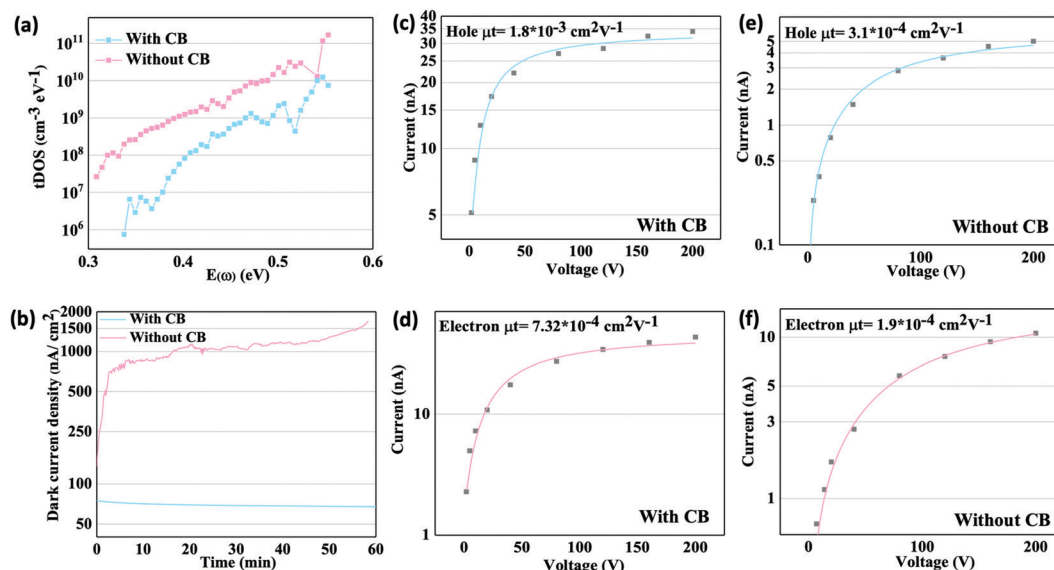 (a)
With CB
Without CB
10¹¹
10¹⁰
10⁹
10⁸
10⁷
10⁶
tDOS (cm⁻³ eV⁻¹)
0.3
0.4
0.5
0.6
E(ω) (eV)
(c)
Hole μt= 1.8*10⁻³ cm²V⁻¹
40
35
30
25
20
15
10
5
Current (nA)
With CB
0
50
100
150
200
Voltage (V)
(e)
Hole μt= 3.1*10⁻⁴ cm²V⁻¹
5
4
3
2
1
0.5
0.1
Current (nA)
Without CB
0
50
100
150
200
Voltage (V)
(b)
With CB
Without CB
2000
1500
1000
500
250
100
50
Dark current density (nA/ cm²)
0
10
20
30
40
50
60
Time (min)
(d)
Electron μt= 7.32*10⁻⁴ cm²V⁻¹
10
1
Current (nA)
With CB
0
50
100
150
200
Voltage (V)
(f)
Electron μt= 1.9*10⁻⁴ cm²V⁻¹
10
5
3
1
Current (nA)
Without CB
0
50
100
150
200
Voltage (V)